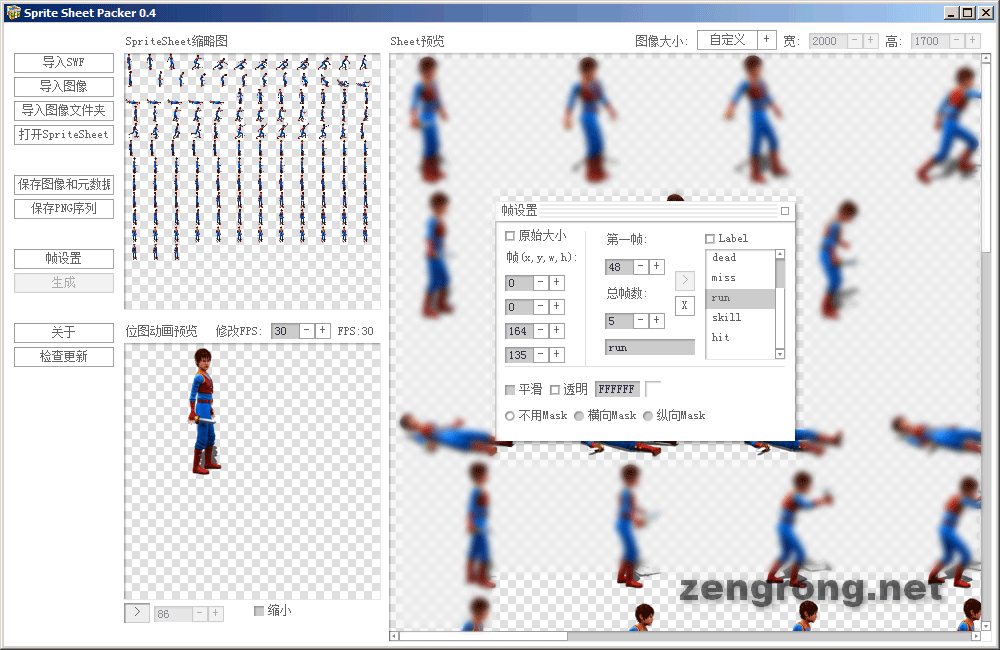 Sprite Sheet Packer 0.4
SpriteSheet缩略图
Sheet预览
图像大小: 自定义 + 宽: 2000 - + 高: 1700 - +
导入SWF
导入图像
导入图像文件夹
打开SpriteSheet
保存图像和元数据
保存PNG序列
帧设置
生成
关于
检查更新
位图动画预览 修改FPS: 30 - + FPS:30
> 86 - + 缩小
帧设置
原始大小
帧(x,y,w,h):
0 - +
0 - +
164 - +
135 - +
第一帧:
48 - +
总帧数:
5 - +
run
>
X
Label
dead
miss
run
skill
hit
平滑 透明 FFFFFF
不用Mask 横向Mask 纵向Mask
zengrong.net